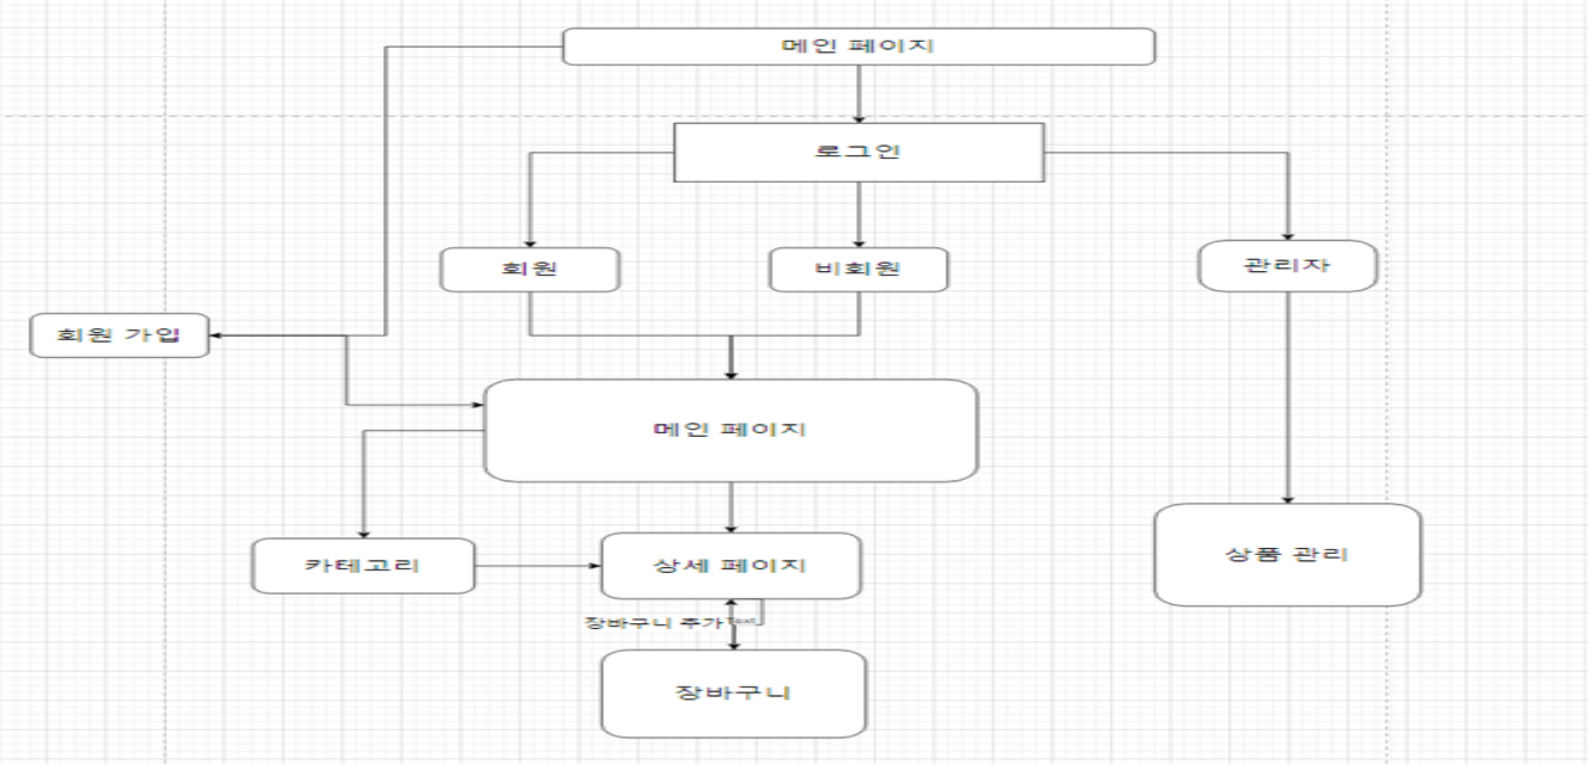 메인 페이지
로그인
회원
비회원
관리자
회원 가입
메인 페이지
카테고리
상세 페이지
상품 관리
장바구니 추가
Text
장바구니